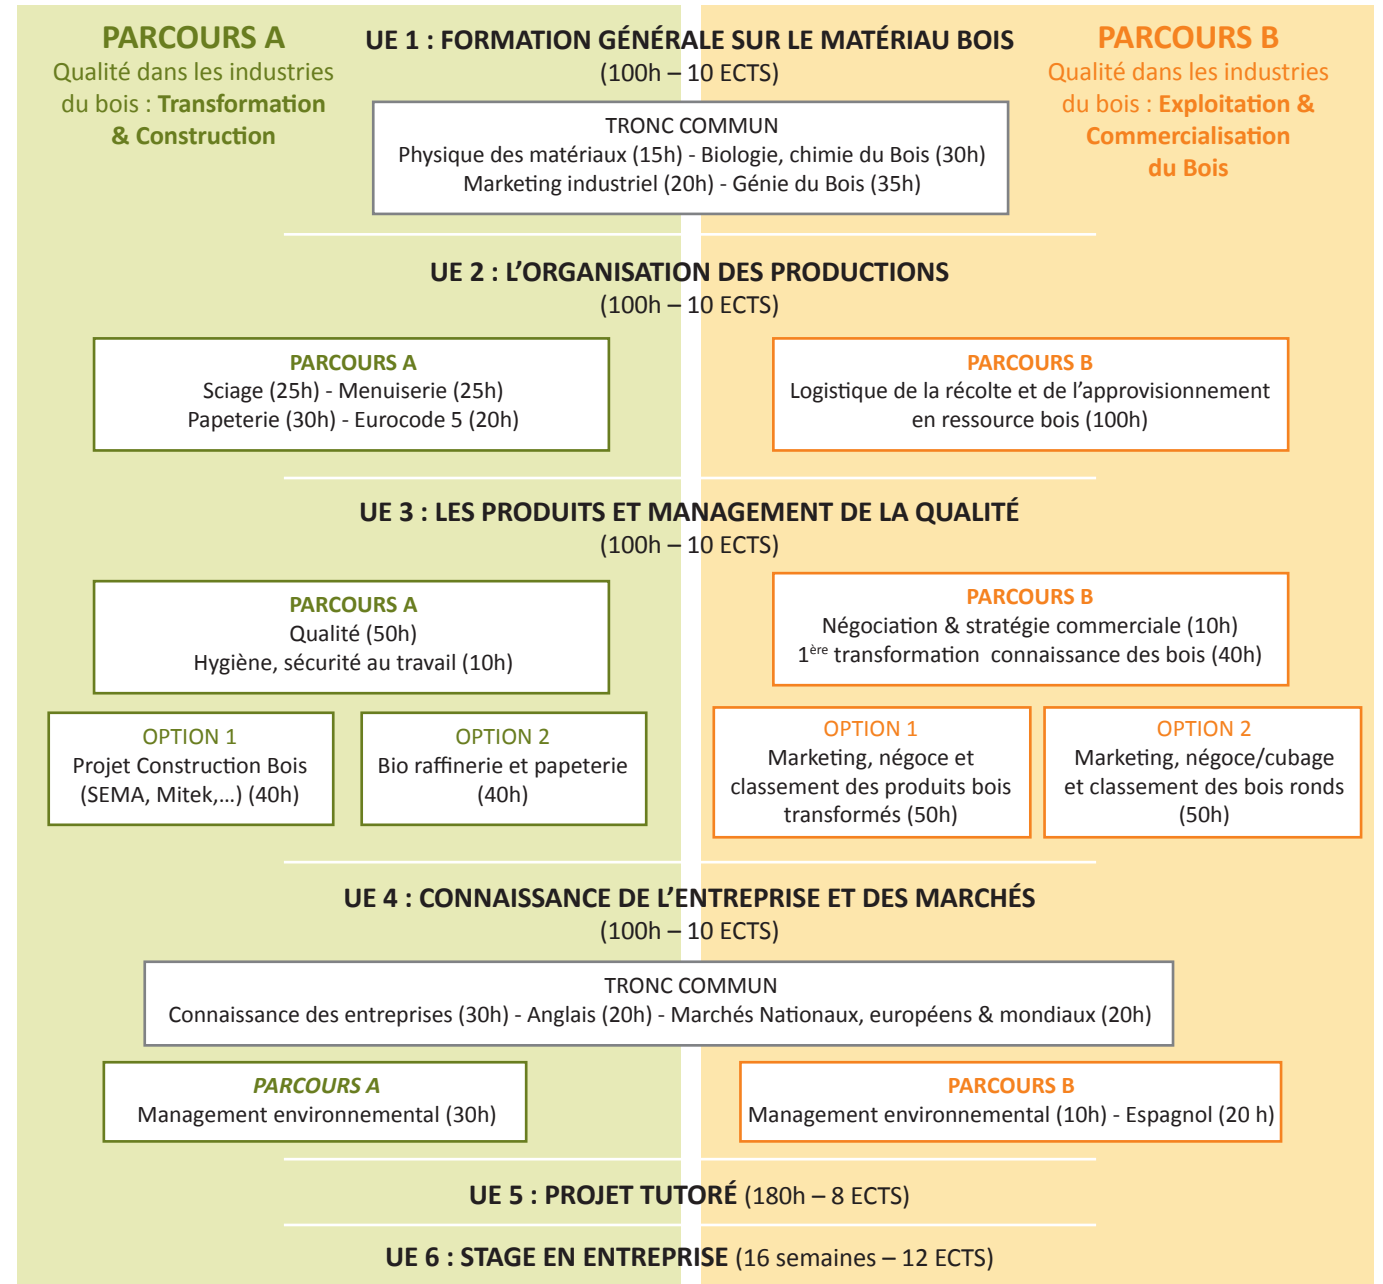 PARCOURS A
Qualité dans les industries
du bois : Transformation
& Construction
UE 1 : FORMATION GÉNÉRALE SUR LE MATÉRIAU BOIS
(100h – 10 ECTS)
PARCOURS B
Qualité dans les industries
du bois : Exploitation &
Commercialisation
du Bois
TRONC COMMUN
Physique des matériaux (15h) - Biologie, chimie du Bois (30h)
Marketing industriel (20h) - Génie du Bois (35h)
UE 2 : L’ORGANISATION DES PRODUCTIONS
(100h – 10 ECTS)
PARCOURS A
Sciage (25h) - Menuiserie (25h)
Papeterie (30h) - Eurocode 5 (20h)
PARCOURS B
Logistique de la récolte et de l’approvisionnement
en ressource bois (100h)
UE 3 : LES PRODUITS ET MANAGEMENT DE LA QUALITÉ
(100h – 10 ECTS)
PARCOURS A
Qualité (50h)
Hygiène, sécurité au travail (10h)
PARCOURS B
Négociation & stratégie commerciale (10h)
1ère transformation connaissance des bois (40h)
OPTION 1
Projet Construction Bois
(SEMA, Mitek,...) (40h)
OPTION 2
Bio raffinerie et papeterie
(40h)
OPTION 1
Marketing, négoce et
classement des produits bois
transformés (50h)
OPTION 2
Marketing, négoce/cubage
et classement des bois ronds
(50h)
UE 4 : CONNAISSANCE DE L’ENTREPRISE ET DES MARCHÉS
(100h – 10 ECTS)
TRONC COMMUN
Connaissance des entreprises (30h) - Anglais (20h) - Marchés Nationaux, européens & mondiaux (20h)
PARCOURS A
Management environnemental (30h)
PARCOURS B
Management environnemental (10h) - Espagnol (20 h)
UE 5 : PROJET TUTORÉ (180h – 8 ECTS)
UE 6 : STAGE EN ENTREPRISE (16 semaines – 12 ECTS)